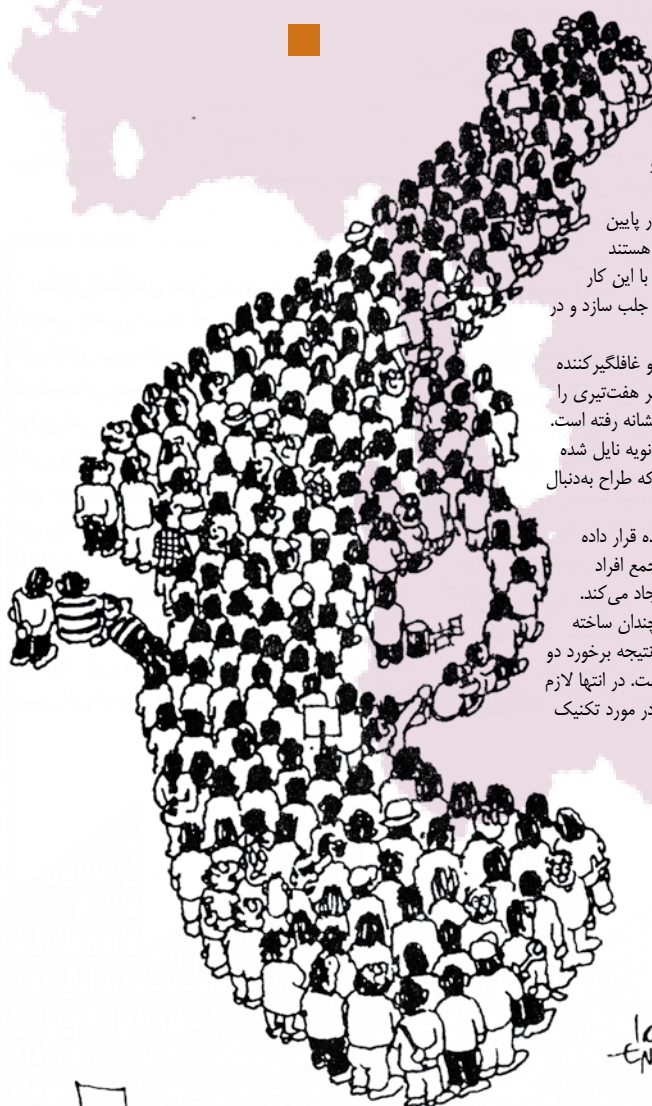 و
ر پایین
هستند
با این کار
جلب سازد و در
و غافلگیرکننده
ر هفت‌تیری را
شانه رفته است.
نویه نایل شده
که طراح به‌دنبال
ده قرار داده
جمع افراد
جاد می‌کند.
چندان ساخته
نتیجه برخورد دو
ست. در انتها لازم
در مورد تکنیک